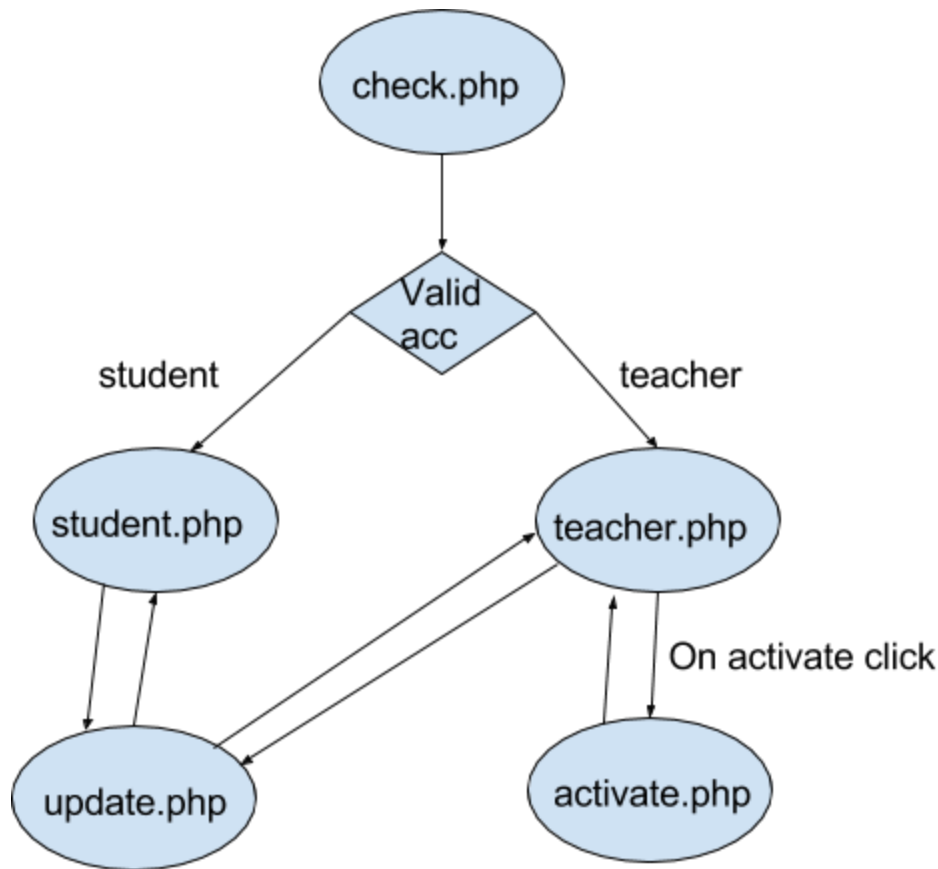 check.php
Valid
acc
student
teacher
student.php
teacher.php
On activate click
update.php
activate.php